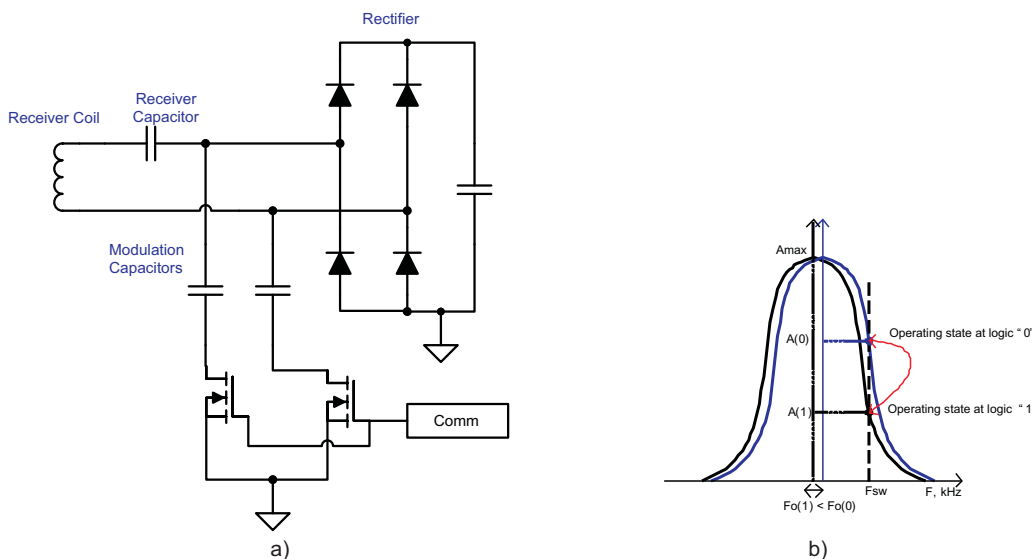 Rectifier
Receiver
Capacitor
Receiver Coil
Modulation
Capacitors
Comm
a)
Amax
A(0)
Operating state at logic “ 0”
A(1)
Operating state at logic “ 1
Fsw
F, kHz
Fo(1) < Fo(0)
b)